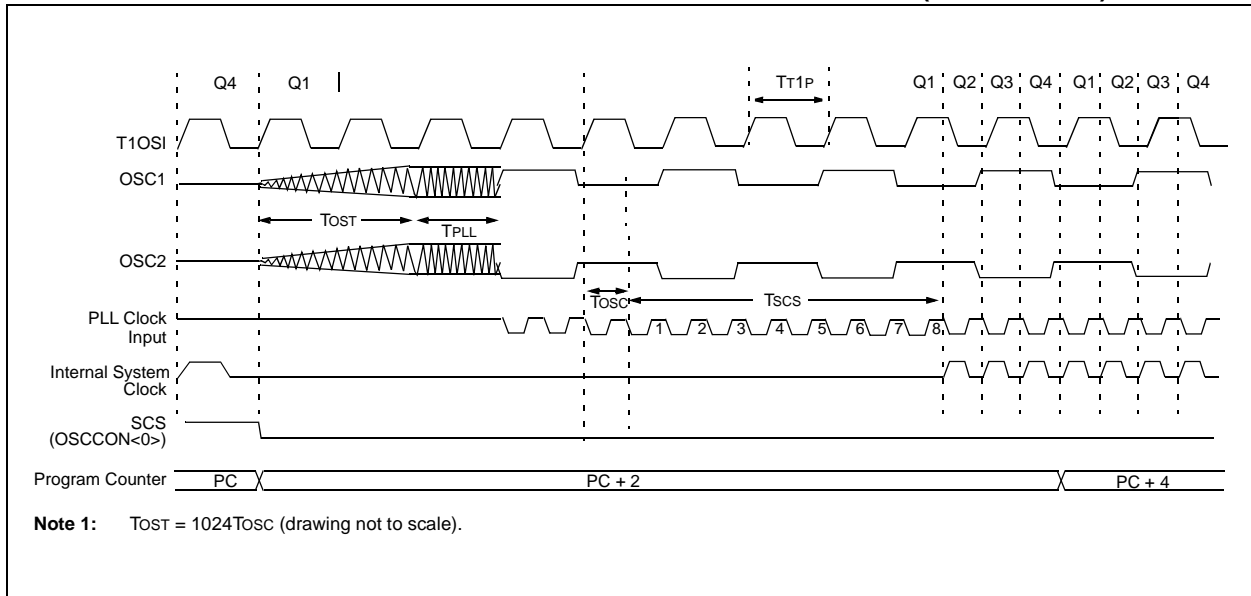 Q4 Q1 TT1P Q1 Q2 Q3 Q4 Q1 Q2 Q3 Q4
T1OSI
OSC1
TOST TPLL
OSC2
TOSC TSCS
PLL Clock Input
1 2 3 4 5 6 7 8
Internal System Clock
SCS
(OSCCON<0>)
Program Counter PC PC + 2 PC + 4
Note 1: TOST = 1024TOSC (drawing not to scale).